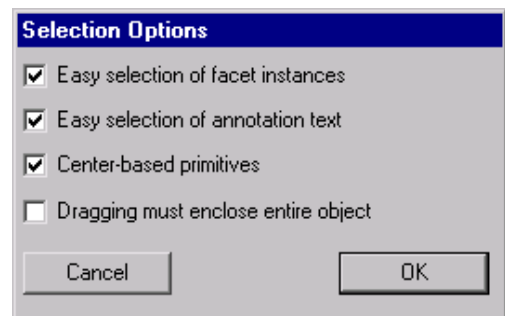 Selection Options
Easy selection of facet instances
Easy selection of annotation text
Center-based primitives
Dragging must enclose entire object
Cancel OK